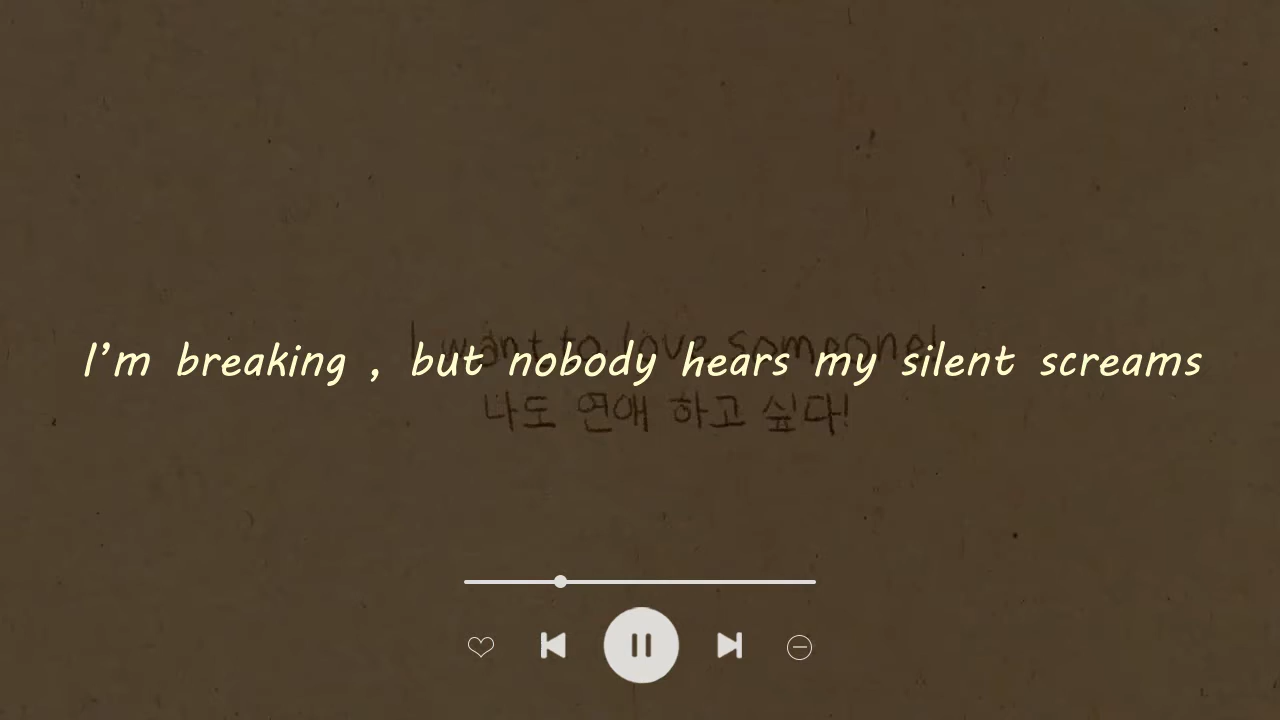 I want to love someone!
I'm breaking , but nobody hears my silent screams
나도 연애 하고 싶다!